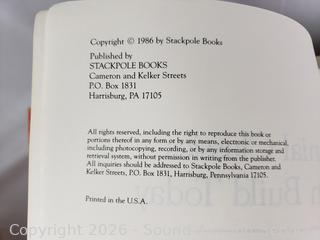 Copyright © 1986 by Stackpole Books
Published by
STACKPOLE BOOKS
Cameron and Kelker Streets
P.O. Box 1831
Harrisburg, PA 17105
All rights reserved, including the right to reproduce this book or
portions thereof in any form or by any means, electronic or mechanical,
including photocopying, recording, or by any information storage and
retrieval system, without permission in writing from the publisher.
All inquiries should be addressed to Stackpole Books, Cameron and
Kelker Streets, P.O. Box 1831, Harrisburg, Pennsylvania 17105.
Printed in the U.S.A.
Build Today
Copyright 2026 - Sound